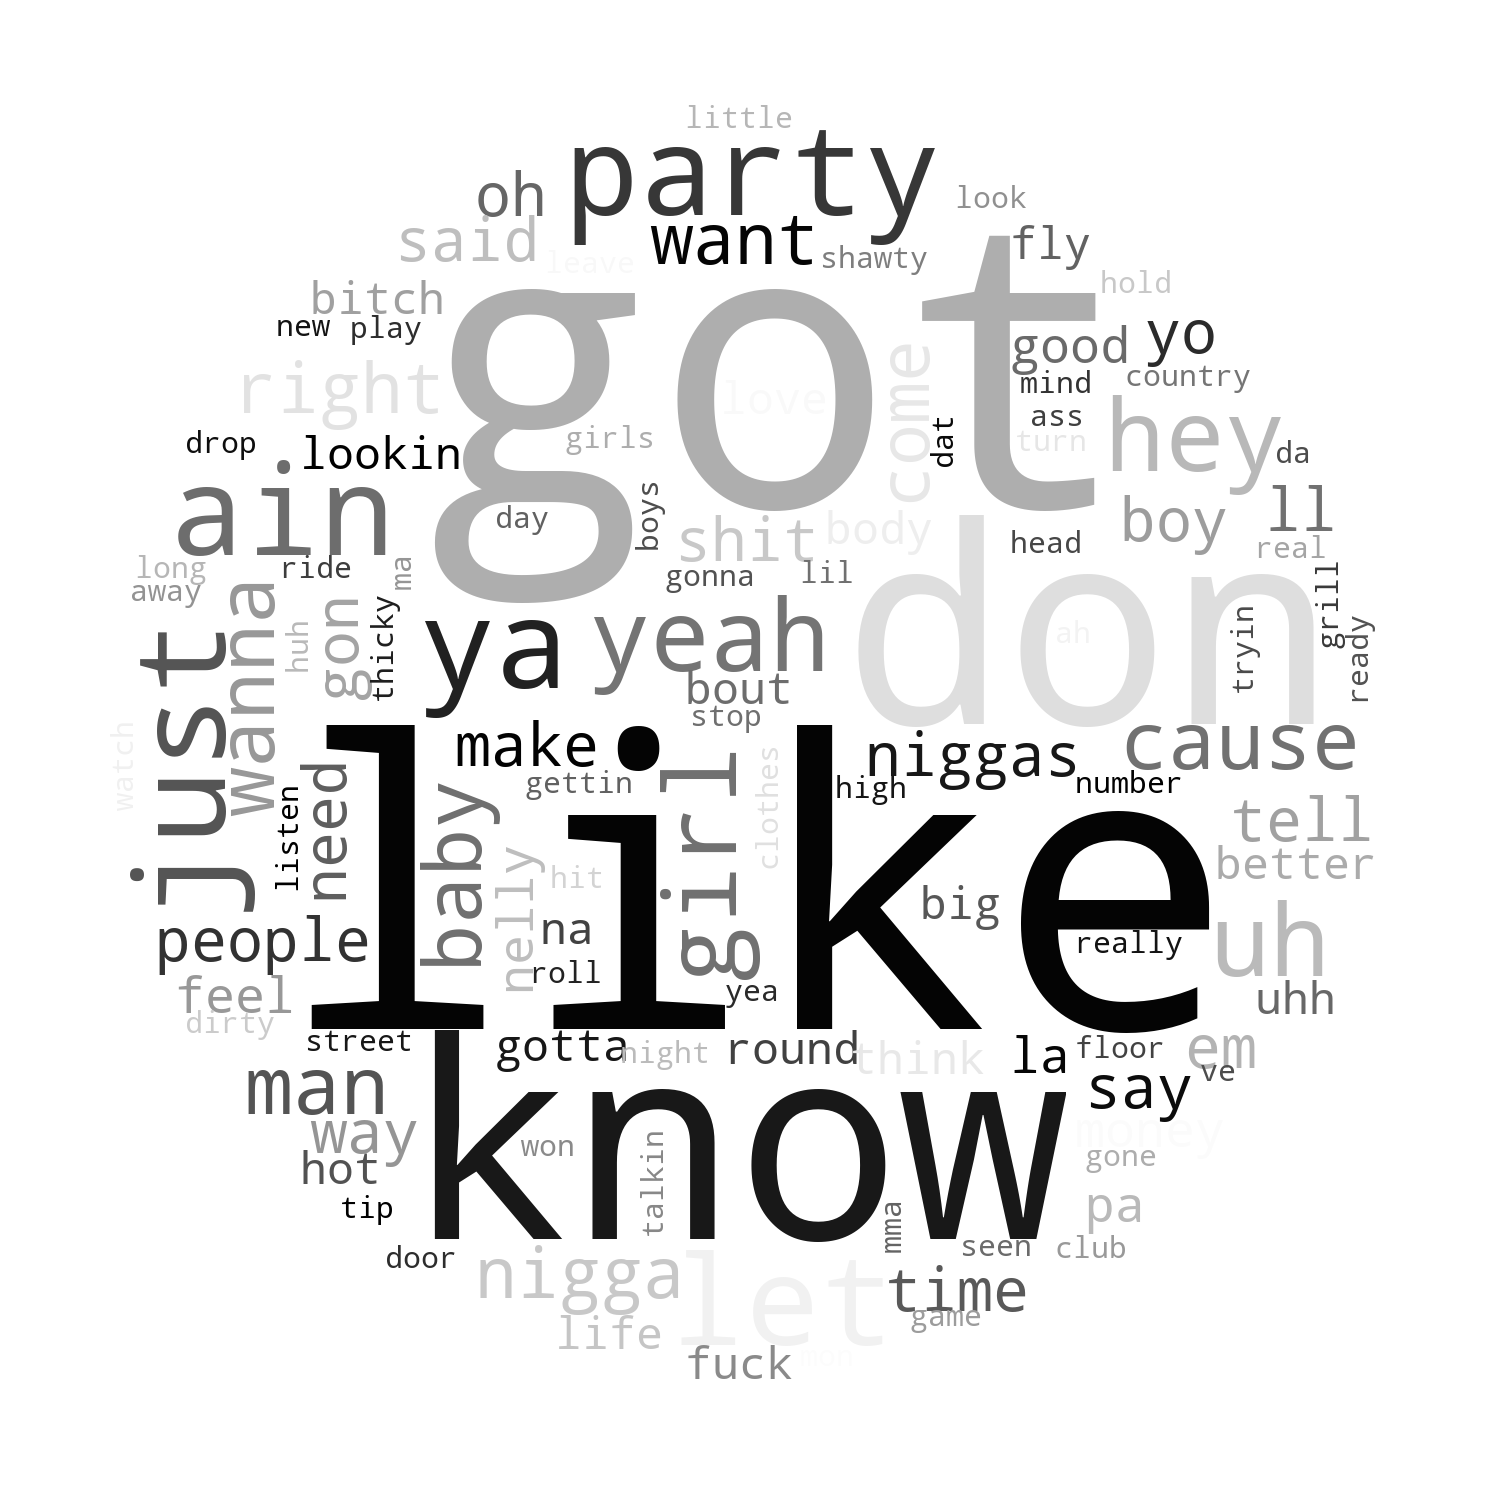 little
party
oh
look
want
said
fly
shawty
leave
hold
bitch
got
new
play
yo
good
right
come
mind
country
love
ass
hey
dat
girls
turn
drop
lookin
da
ain
boys
day
ll
boy
body
shit
head
real
long
ride
ma
gonna
lil
away
wanna
gon
huh
thicky
don
grill
ah
tryin
ready
just
ya
yeah
bout
stop
watch
make
niggas
cause
need
listen
baby
gettin
girl
clothes
high
number
like
tell
better
nelly
hit
big
people
na
really
uh
roll
feel
yea
uhh
dirty
street
gotta
night
round
think
la
floor
em
ve
man
know
say
way
won
money
hot
gone
talkin
tip
pa
mma
door
seen
club
nigga
let
time
game
life
fuck
mon